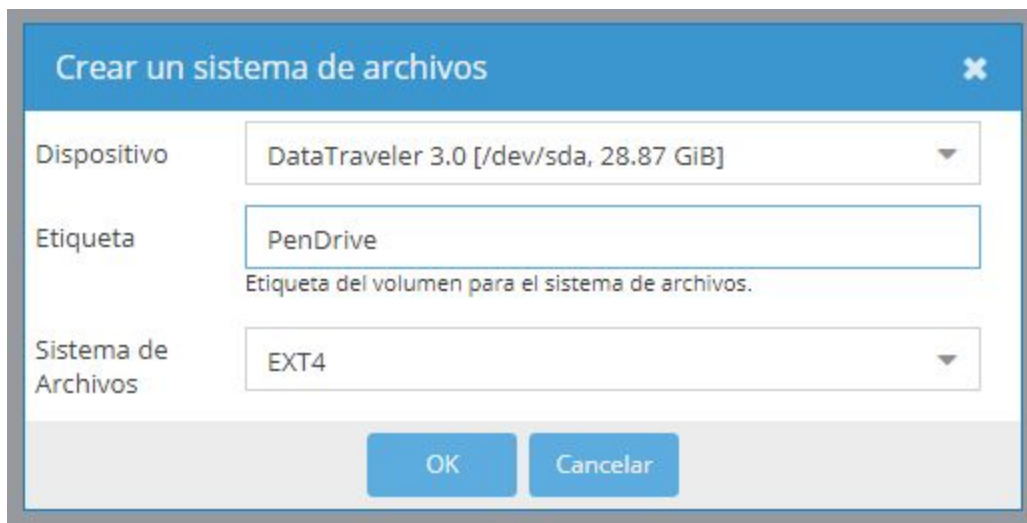 Crear un sistema de archivos
Dispositivo
DataTraveler 3.0 [/dev/sda, 28.87 GiB]
Etiqueta
PenDrive
Etiqueta del volumen para el sistema de archivos.
Sistema de
Archivos
EXT4
OK
Cancelar